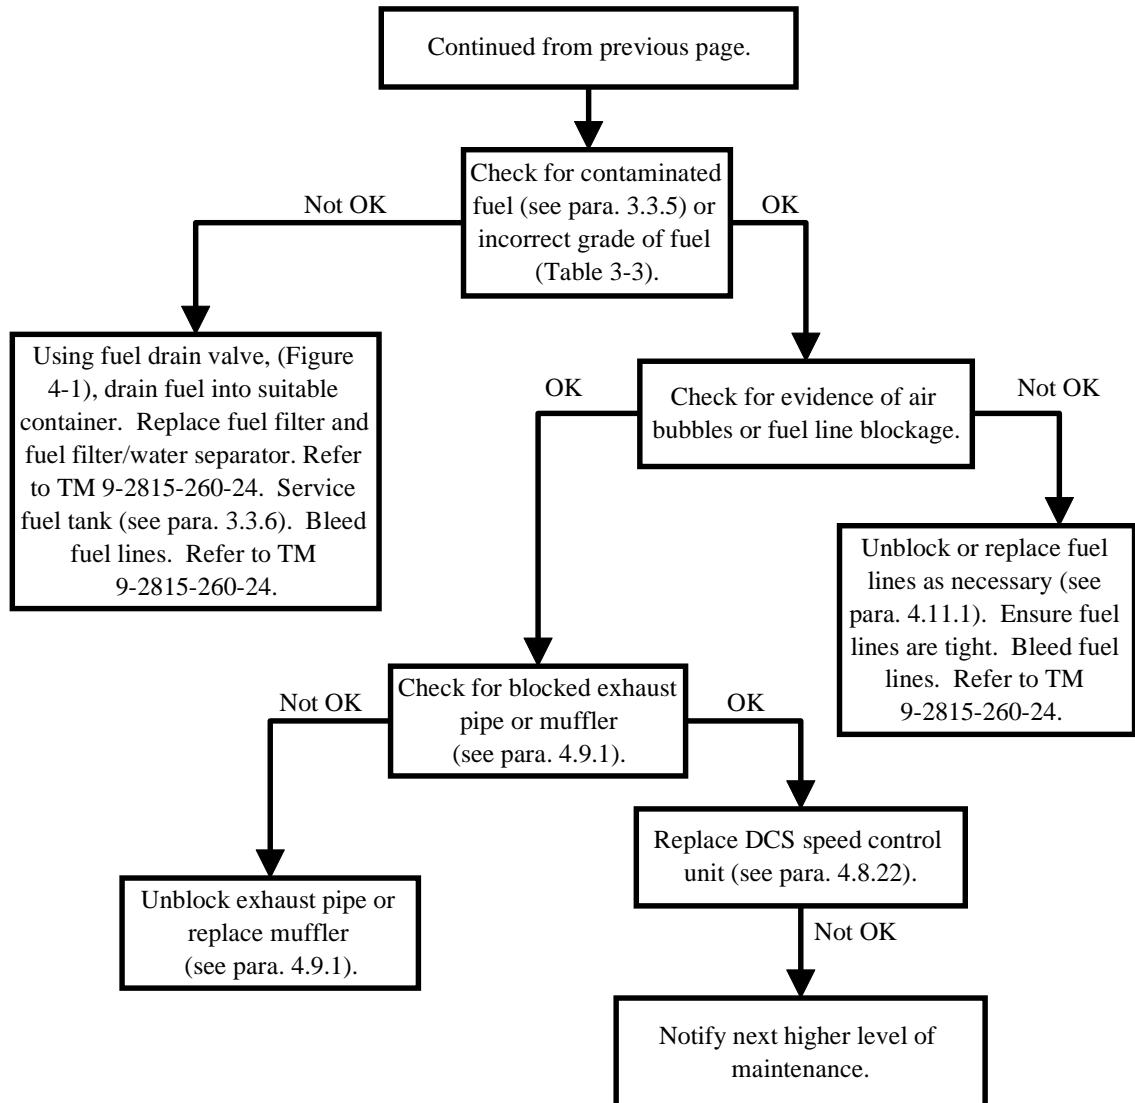 Continued from previous page.
Check for contaminated
fuel (see para. 3.3.5) or
incorrect grade of fuel
(Table 3-3).
Not OK
OK
Using fuel drain valve, (Figure
4-1), drain fuel into suitable
container.  Replace fuel filter and
fuel filter/water separator. Refer
to TM 9-2815-260-24.  Service
fuel tank (see para. 3.3.6).  Bleed
fuel lines.  Refer to TM
9-2815-260-24.
Check for evidence of air
bubbles or fuel line blockage.
OK
Not OK
Unblock or replace fuel
lines as necessary (see
para. 4.11.1).  Ensure fuel
lines are tight.  Bleed fuel
lines.  Refer to TM
9-2815-260-24.
Check for blocked exhaust
pipe or muffler
(see para. 4.9.1).
Not OK
OK
Unblock exhaust pipe or
replace muffler
(see para. 4.9.1).
Replace DCS speed control
unit (see para. 4.8.22).
Not OK
Notify next higher level of
maintenance.